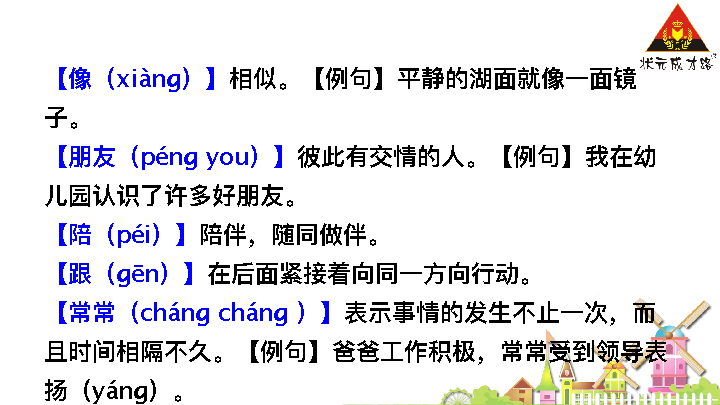 状元成才路
【像（xiàng）】相似。【例句】平静的湖面就像一面镜
子。
【朋友（péng you）】彼此有交情的人。【例句】我在幼
儿园认识了许多好朋友。
【陪（péi）】陪伴，随同做伴。
【跟（gēn）】在后面紧接着向同一方向行动。
【常常（cháng cháng ）】表示事情的发生不止一次，而
且时间相隔不久。【例句】爸爸工作积极，常常受到领导表
扬（yáng）。